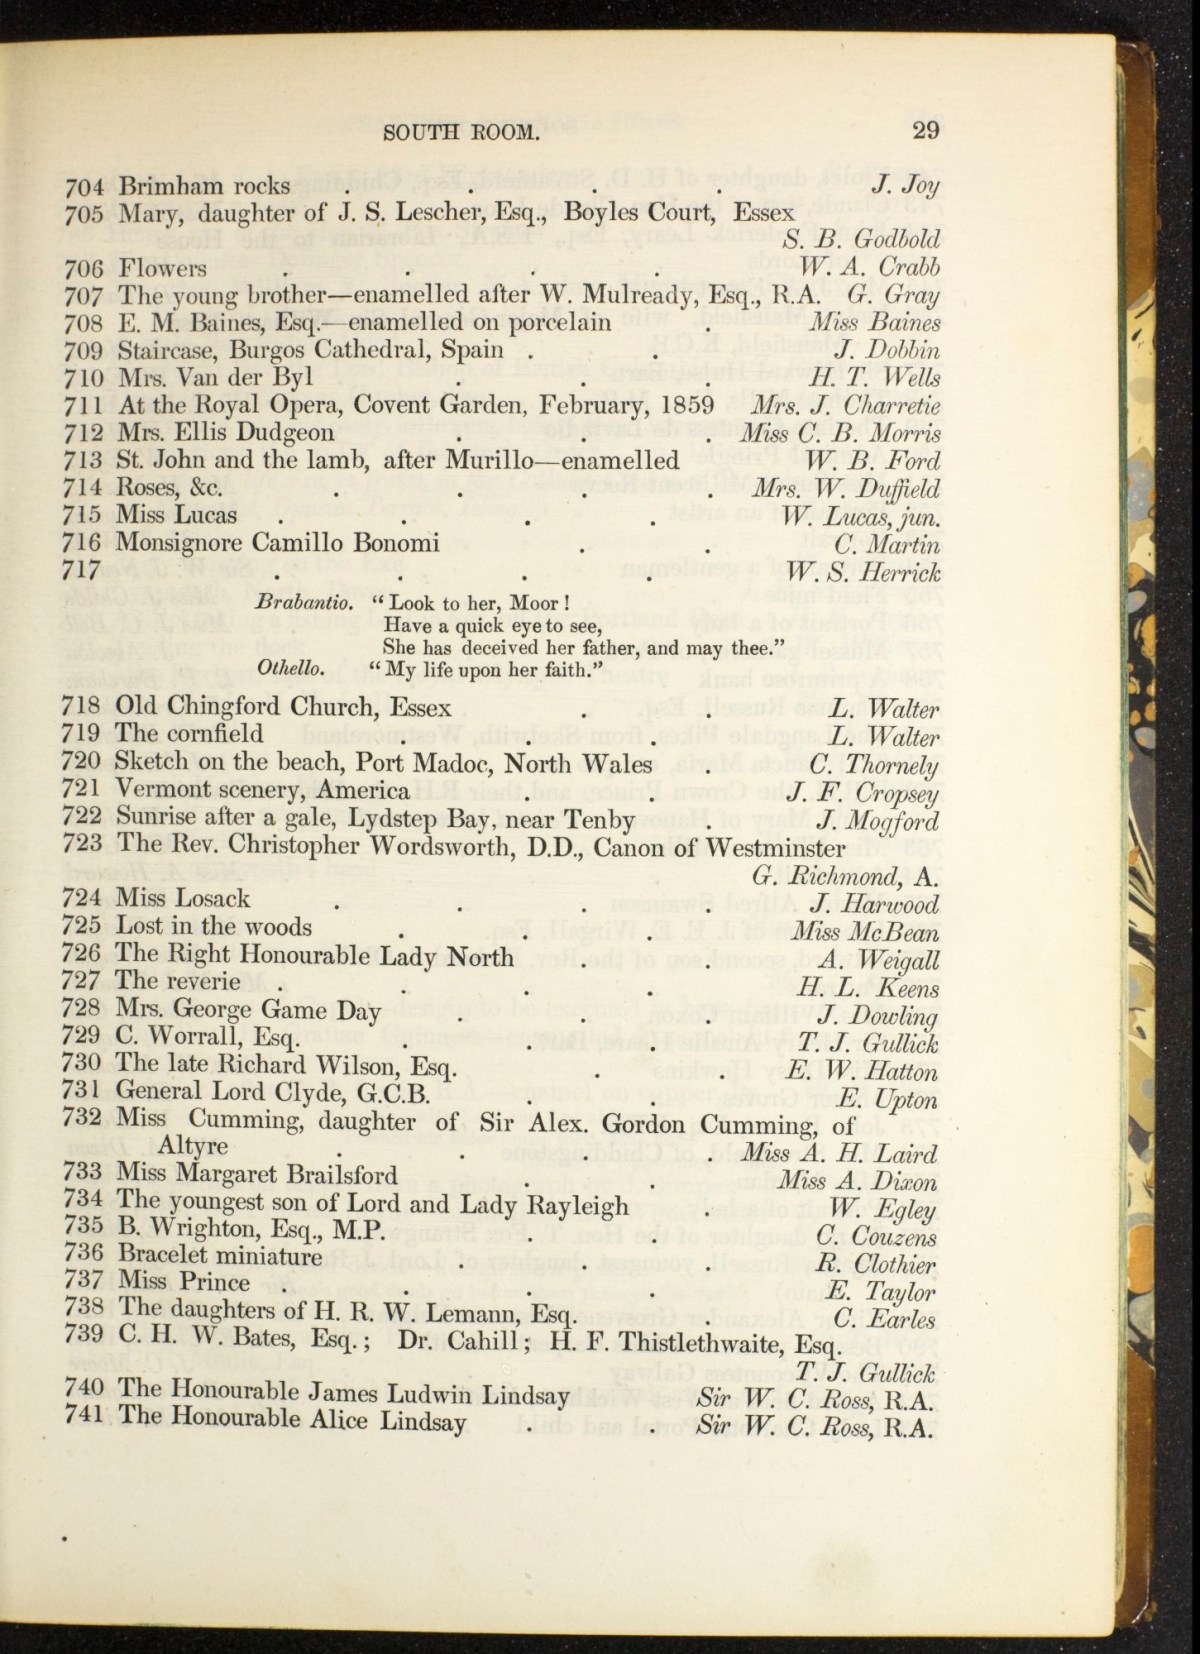 SOUTH ROOM. 29
704 Brimham rocks . . . . J. Joy
705 Mary, daughter of J. S. Lescher, Esq., Boyles Court, Essex
S. B. Godbold
706 Flowers . . . . W. A. Crabb
707 The young brother—enamelled after W. Mulready, Esq., R.A. G. Gray
708 E. M. Baines, Esq.—enamelled on porcelain . Miss Baines
709 Staircase, Burgos Cathedral, Spain . . J. Dobbin
710 Mrs. Van der Byl . . . H. T. Wells
711 At the Royal Opera, Covent Garden, February, 1859 Mrs. J. Charretie
712 Mrs. Ellis Dudgeon . . . Miss C. B. Morris
713 St. John and the lamb, after Murillo—enamelled W. B. Ford
714 Roses, &c. . . . . Mrs. W. Duffield
715 Miss Lucas . . . . W. Lucas, jun.
716 Monsignore Camillo Bonomi . . C. Martin
717 . . . . W. S. Herrick
Brabantio. “Look to her, Moor!
Have a quick eye to see,
She has deceived her father, and may thee.”
Othello. “My life upon her faith.”
718 Old Chingford Church, Essex . . L. Walter
719 The cornfield . . . L. Walter
720 Sketch on the beach, Port Madoc, North Wales . C. Thornely
721 Vermont scenery, America . . J. F. Cropsey
722 Sunrise after a gale, Lydstep Bay, near Tenby . J. Mogford
723 The Rev. Christopher Wordsworth, D.D., Canon of Westminster
G. Richmond, A.
724 Miss Losack . . . . J. Harwood
725 Lost in the woods . . . Miss McBean
726 The Right Honourable Lady North . . A. Weigall
727 The reverie . . . . H. L. Keens
728 Mrs. George Game Day . . . J. Dowling
729 C. Worrall, Esq. . . . T. J. Gullick
730 The late Richard Wilson, Esq. . . E. W. Hatton
731 General Lord Clyde, G.C.B. . . E. Upton
732 Miss Cumming, daughter of Sir Alex. Gordon Cumming, of
Altyre . . . . Miss A. H. Laird
733 Miss Margaret Brailsford . . Miss A. Dixon
734 The youngest son of Lord and Lady Rayleigh . W. Egley
735 B. Wrighton, Esq., M.P. . . C. Couzens
736 Bracelet miniature . . . R. Clothier
737 Miss Prince . . . . E. Taylor
738 The daughters of H. R. W. Lemann, Esq. . C. Earles
739 C. H. W. Bates, Esq.; Dr. Cahill; H. F. Thistlethwaite, Esq.
T. J. Gullick
740 The Honourable James Ludwin Lindsay Sir W. C. Ross, R.A.
741 The Honourable Alice Lindsay . . Sir W. C. Ross, R.A.